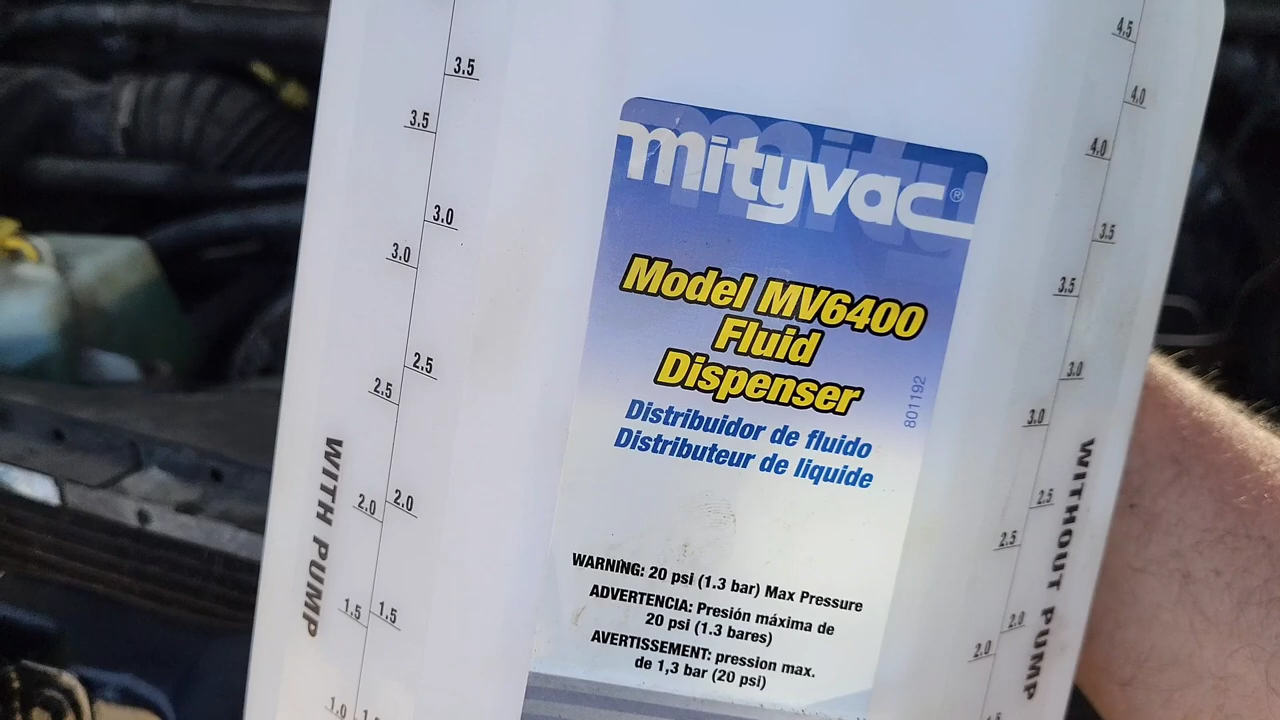 mityvac®
Model MV6400
Fluid
Dispenser
Distribuidor de fluido
Distributeur de liquide
801192
WARNING: 20 psi (1.3 bar) Max Pressure
ADVERTENCIA: Presión máxima de
20 psi (1.3 bares)
AVERTISSEMENT: pression max.
de 1,3 bar (20 psi)
WITH PUMP
3.5
3.5
3.0
3.0
2.5
2.5
2.0
2.0
1.5
1.5
1.0
WITHOUT PUMP
4.5
4.0
4.0
3.5
3.5
3.0
3.0
2.5
2.5
2.0
2.0